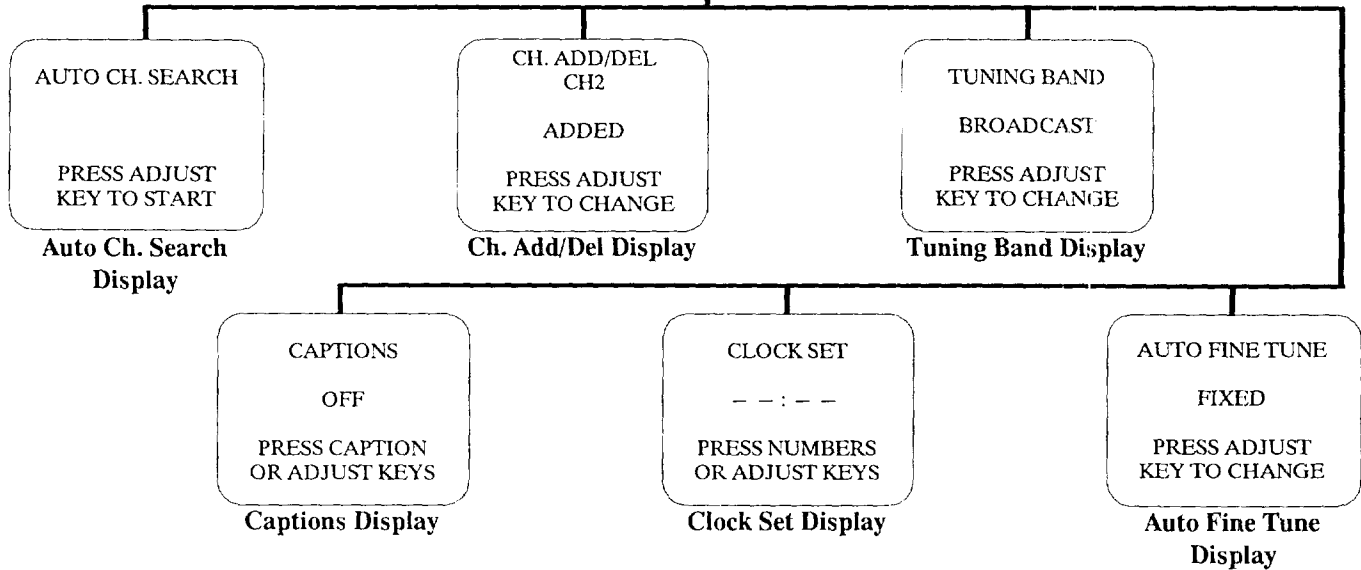 AUTO CH. SEARCH
PRESS ADJUST
KEY TO START
Auto Ch. Search
Display
CH. ADD/DEL
CH2
ADDED
PRESS ADJUST
KEY TO CHANGE
Ch. Add/Del Display
TUNING BAND
BROADCAST
PRESS ADJUST
KEY TO CHANGE
Tuning Band Display
CAPTIONS
OFF
PRESS CAPTION
OR ADJUST KEYS
Captions Display
CLOCK SET
– – : – –
PRESS NUMBERS
OR ADJUST KEYS
Clock Set Display
AUTO FINE TUNE
FIXED
PRESS ADJUST
KEY TO CHANGE
Auto Fine Tune
Display